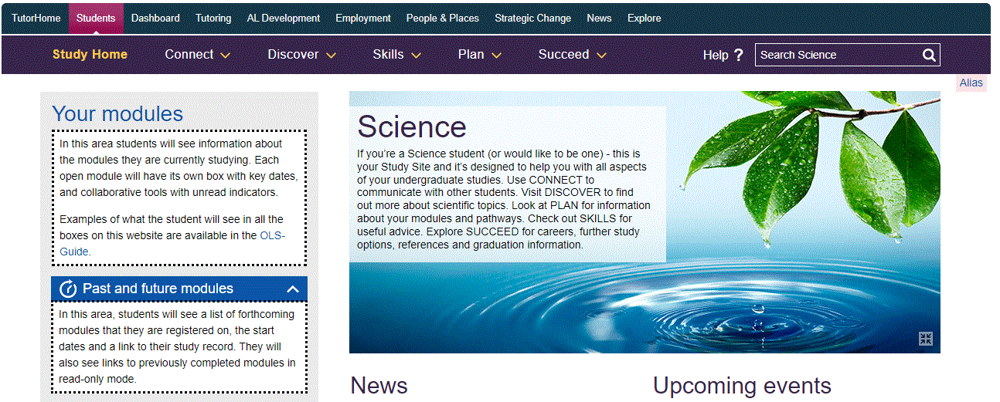 TutorHome Students Dashboard Tutoring AL Development Employment People & Places Strategic Change News Explore
Study Home Connect Discover Skills Plan Succeed Help ? Search Science
Alias
Your modules
In this area students will see information about
the modules they are currently studying. Each
open module will have its own box with key dates,
and collaborative tools with unread indicators.
Examples of what the student will see in all the
boxes on this website are available in the OLS-
Guide.
Past and future modules
In this area, students will see a list of forthcoming
modules that they are registered on, the start
dates and a link to their study record. They will
also see links to previously completed modules in
read-only mode.
Science
If you're a Science student (or would like to be one) - this is
your Study Site and it's designed to help you with all aspects
of your undergraduate studies. Use CONNECT to
communicate with other students. Visit DISCOVER to find
out more about scientific topics. Look at PLAN for information
about your modules and pathways. Check out SKILLS for
useful advice. Explore SUCCEED for careers, further study
options, references and graduation information.
News
Upcoming events